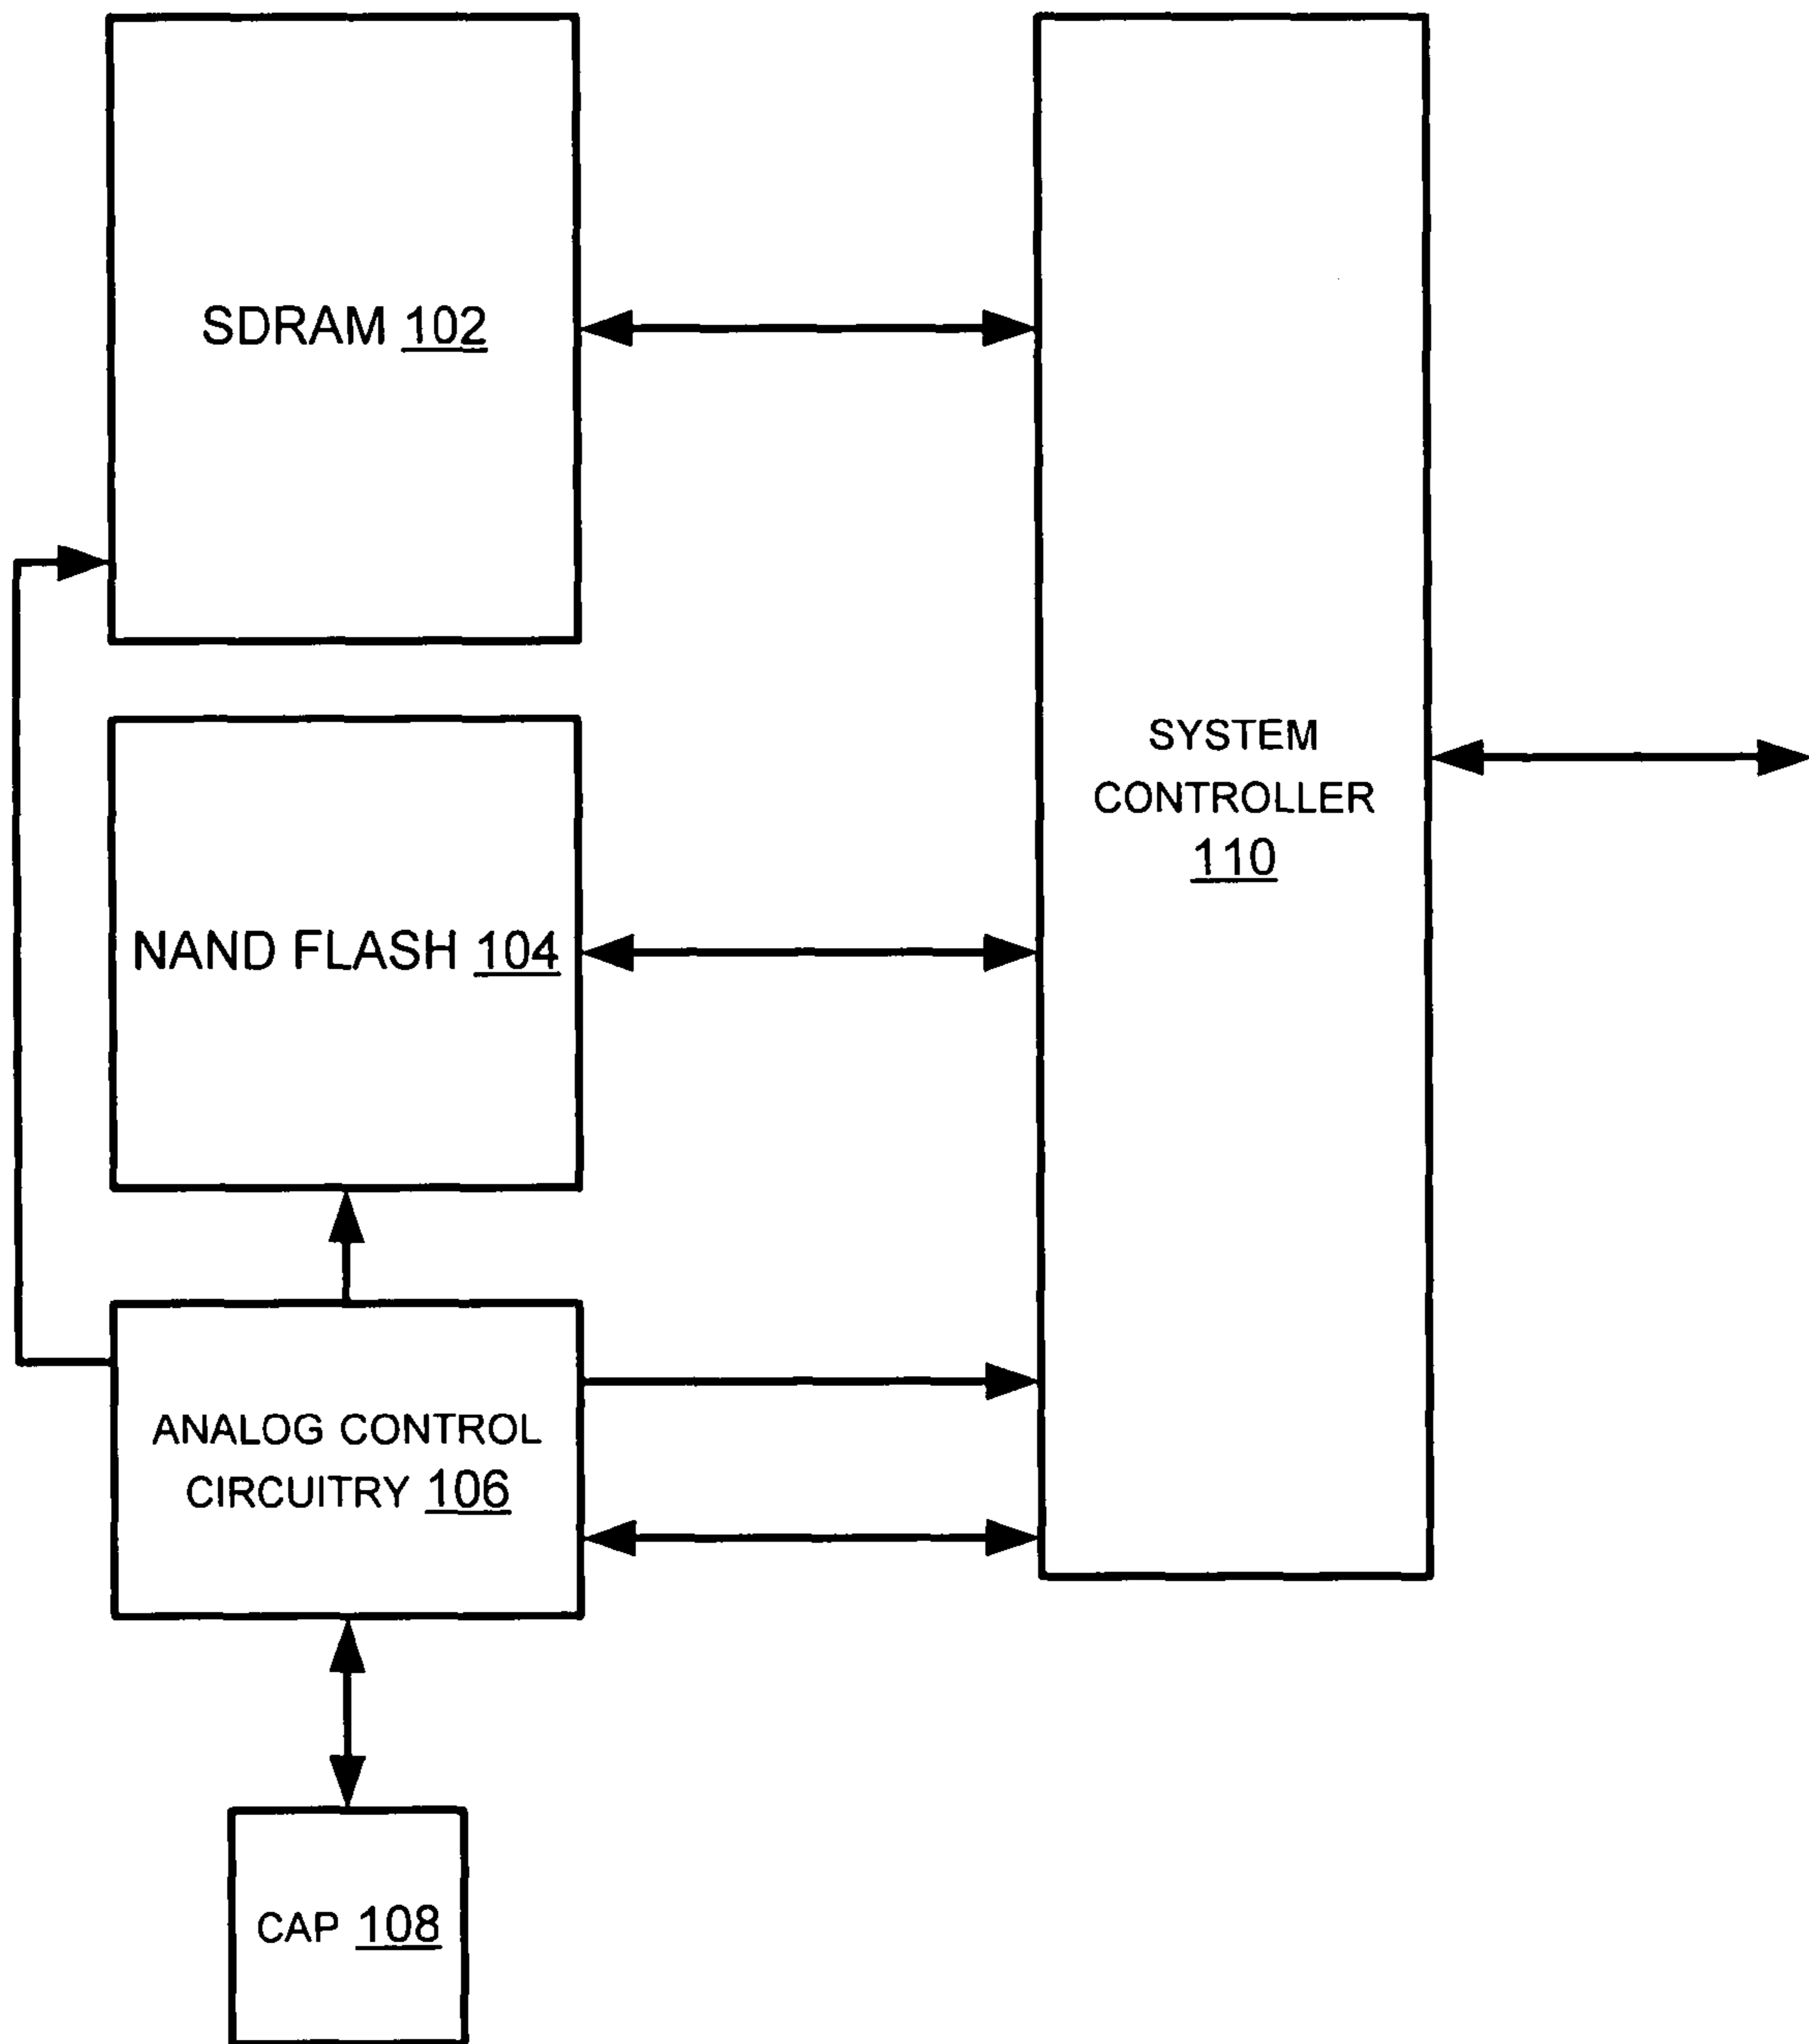 SDRAM 102
SYSTEM
CONTROLLER
110
NAND FLASH 104
ANALOG CONTROL
CIRCUITRY 106
CAP 108